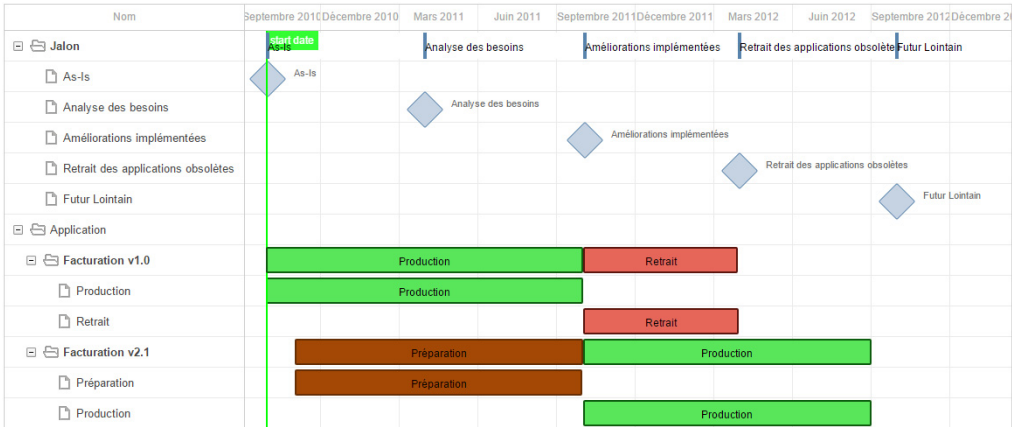 Nom Septembre 2010 Décembre 2010 Mars 2011 Juin 2011 Septembre 2011 Décembre 2011 Mars 2012 Juin 2012 Septembre 2012 Décembre
start date
Jalon As-Is Analyse des besoins Améliorations implémentées Retrait des applications obsolète Futur Lointain
As-Is As-Is
Analyse des besoins Analyse des besoins
Améliorations implémentées Améliorations implémentées
Retrait des applications obsolètes Retrait des applications obsolètes
Futur Lointain Futur Lointain
Application
Facturation v1.0 Production Retrait
Production Production
Retrait Retrait
Facturation v2.1 Préparation Production
Préparation Préparation
Production Production